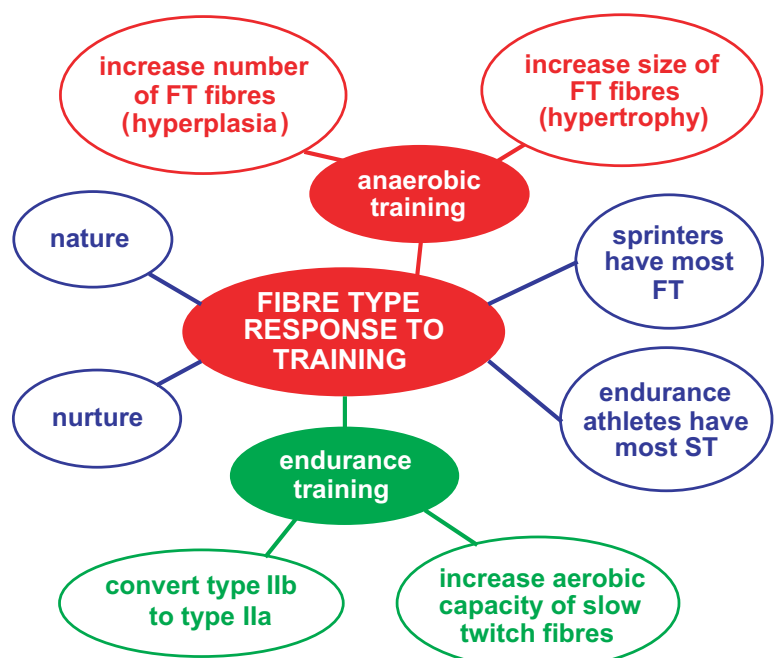 increase number
of FT fibres
(hyperplasia)
increase size of
FT fibres
(hypertrophy)
anaerobic
training
nature
sprinters
have most
FT
FIBRE TYPE
RESPONSE TO
TRAINING
nurture
endurance
athletes have
most ST
endurance
training
convert type IIb
to type IIa
increase aerobic
capacity of slow
twitch fibres